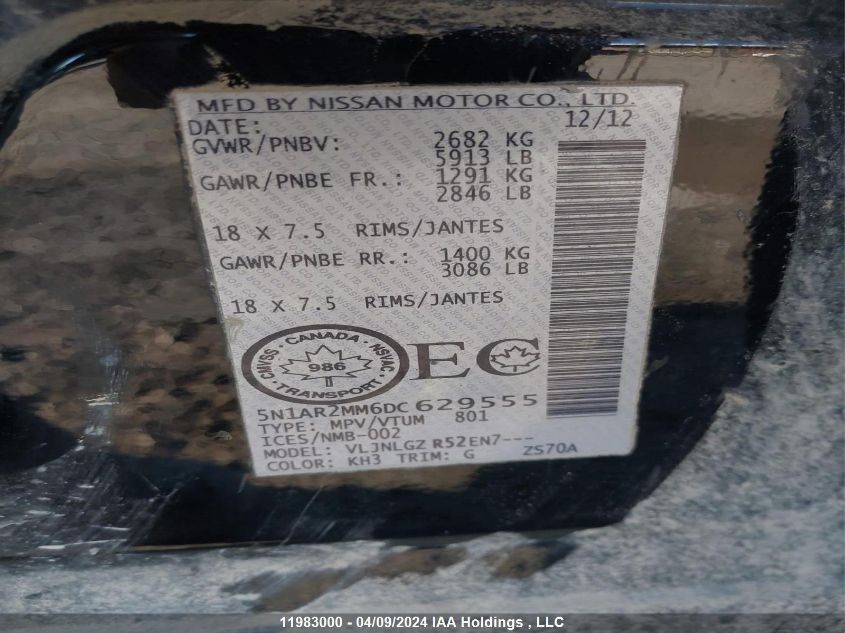 MFD BY NISSAN MOTOR CO., LTD.
DATE: 12/12
GVWR/PNBV: 2682 KG
5913 LB
GAWR/PNBE FR.: 1291 KG
2846 LB
18 X 7.5 RIMS/JANTES
GAWR/PNBE RR.: 1400 KG
3086 LB
18 X 7.5 RIMS/JANTES
CANADA
CMVSS NSVAC
986
TRANSPORT
EC
5N1AR2MM6DC629555
TYPE: MPV/VTUM 801
ICES/NMB-002
MODEL: VLJNLGZ R52EN7---
COLOR: KH3 TRIM: G ZS70A
11983000 - 04/09/2024 IAA Holdings , LLC